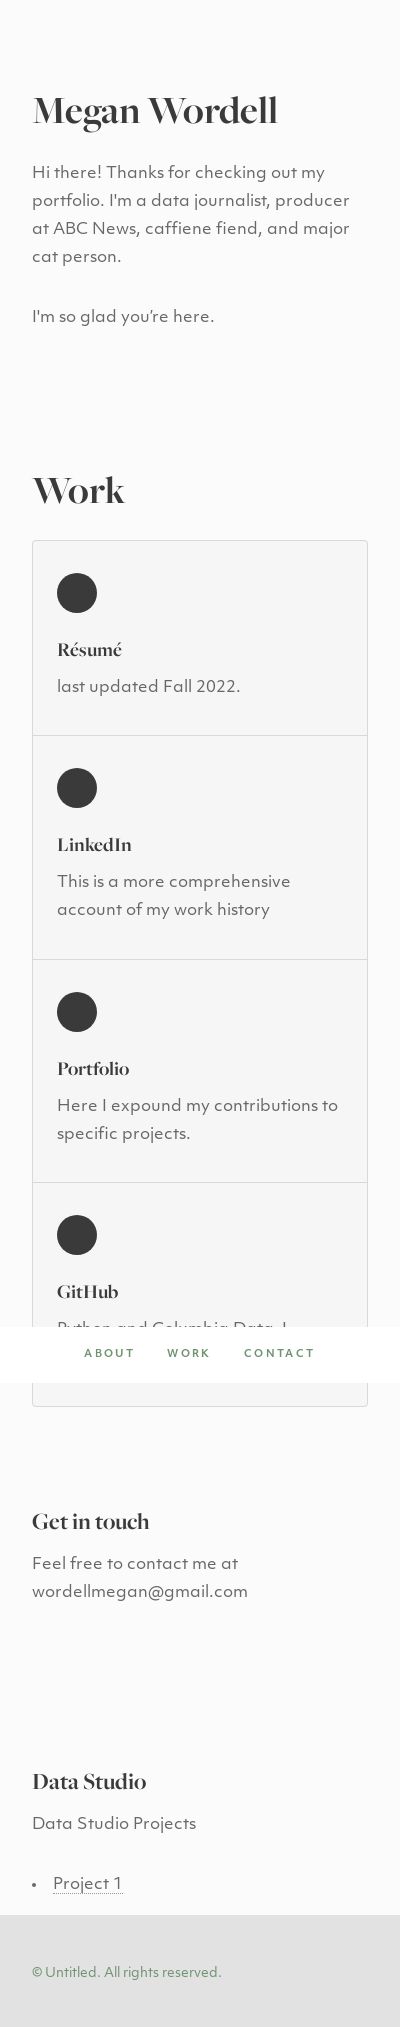 Megan Wordell
Hi there! Thanks for checking out my
portfolio. I'm a data journalist, producer
at ABC News, caffiene fiend, and major
cat person.
I'm so glad you’re here.
Work
Résumé
last updated Fall 2022.
LinkedIn
This is a more comprehensive
account of my work history
Portfolio
Here I expound my contributions to
specific projects.
GitHub
Python and Columbia Data J
ABOUT WORK CONTACT
Get in touch
Feel free to contact me at
wordellmegan@gmail.com
Data Studio
Data Studio Projects
• Project 1
© Untitled. All rights reserved.